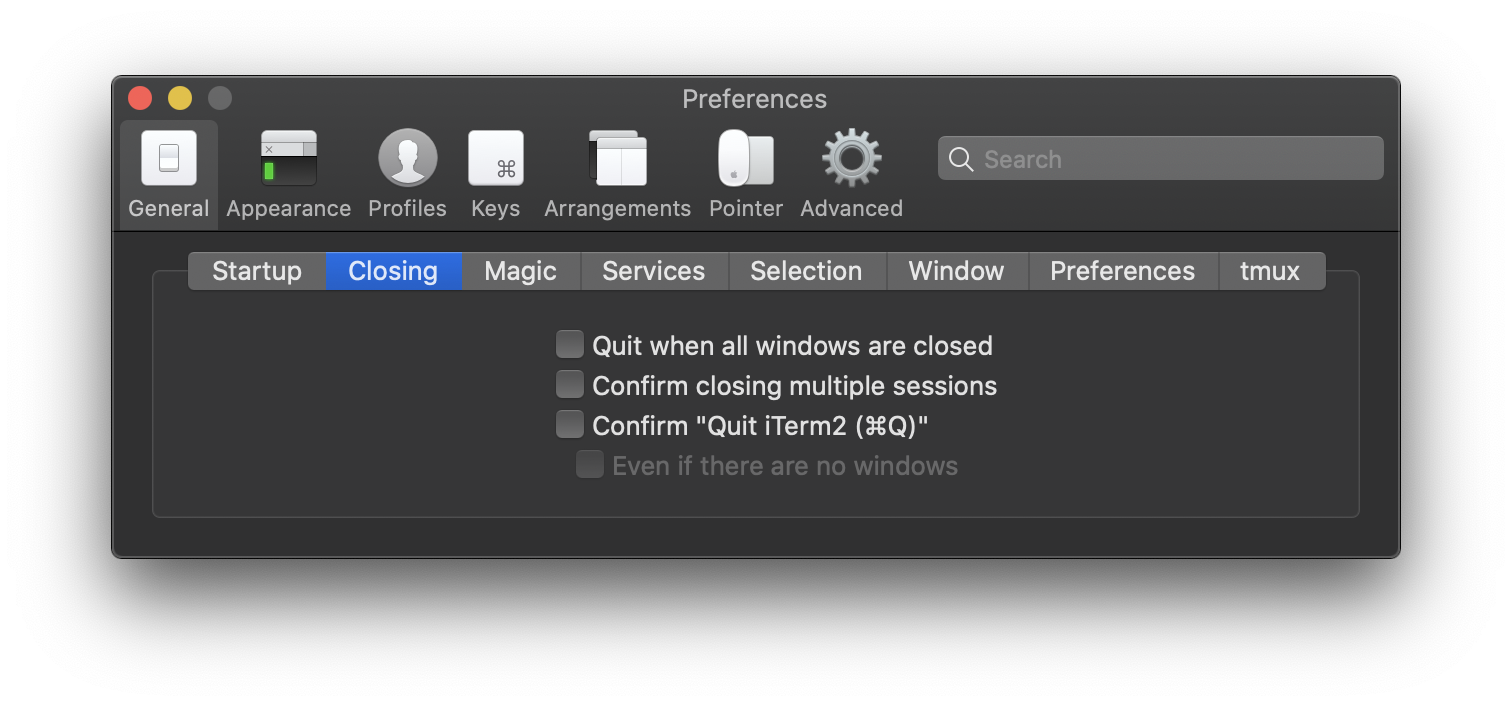 Preferences
General Appearance Profiles Keys Arrangements Pointer Advanced Search
Startup Closing Magic Services Selection Window Preferences tmux
Quit when all windows are closed
Confirm closing multiple sessions
Confirm "Quit iTerm2 (⌘Q)"
Even if there are no windows